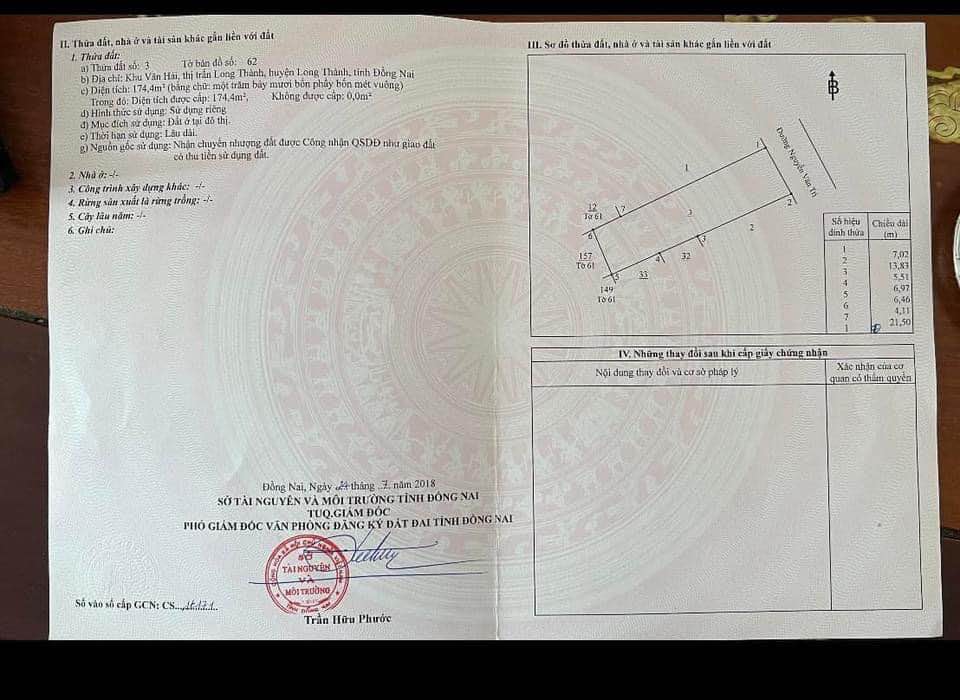 II. Thửa đất, nhà ở và tài sản khác gắn liền với đất
1. Thửa đất:
a) Thửa đất số: 3 Tờ bản đồ số: 62
b) Địa chỉ: Khu Văn Hải, thị trấn Long Thành, huyện Long Thành, tỉnh Đồng Nai
c) Diện tích: 174,4m² (bằng chữ: một trăm bảy mươi bốn phẩy bốn mét vuông)
Trong đó: Diện tích được cấp: 174,4m², Không được cấp: 0,0m²
d) Hình thức sử dụng: Sử dụng riêng
đ) Mục đích sử dụng: Đất ở tại đô thị.
e) Thời hạn sử dụng: Lâu dài.
g) Nguồn gốc sử dụng: Nhận chuyển nhượng đất được Công nhận QSDĐ như giao đất
có thu tiền sử dụng đất.
2. Nhà ở: -/-
3. Công trình xây dựng khác: -/-
4. Rừng sản xuất là rừng trồng: -/-
5. Cây lâu năm: -/-
6. Ghi chú:
Đồng Nai, Ngày 24 tháng 7 năm 2018
SỞ TÀI NGUYÊN VÀ MÔI TRƯỜNG TỈNH ĐỒNG NAI
TUQ.GIÁM ĐỐC
PHÓ GIÁM ĐỐC VĂN PHÒNG ĐĂNG KÝ ĐẤT ĐAI TỈNH ĐỒNG NAI
SỞ
TÀI NGUYÊN
VÀ
MÔI TRƯỜNG
TỈNH ĐỒNG NAI
Số vào sổ cấp GCN: CS
Trần Hữu Phước
III. Sơ đồ thửa đất, nhà ở và tài sản khác gắn liền với đất
B
Đường Nguyễn Văn Trị
1
1
12
Tờ 61
7
3
2
2
6
3
157
Tờ 61
4
32
5
33
149
Tờ 61
Số hiệu đỉnh thửa Chiều dài (m)
1
7,02
2
13,83
3
5,51
4
6,97
5
6,46
6
4,11
7
21,50
1
IV. Những thay đổi sau khi cấp giấy chứng nhận
Nội dung thay đổi và cơ sở pháp lý
Xác nhận của cơ
quan có thẩm quyền